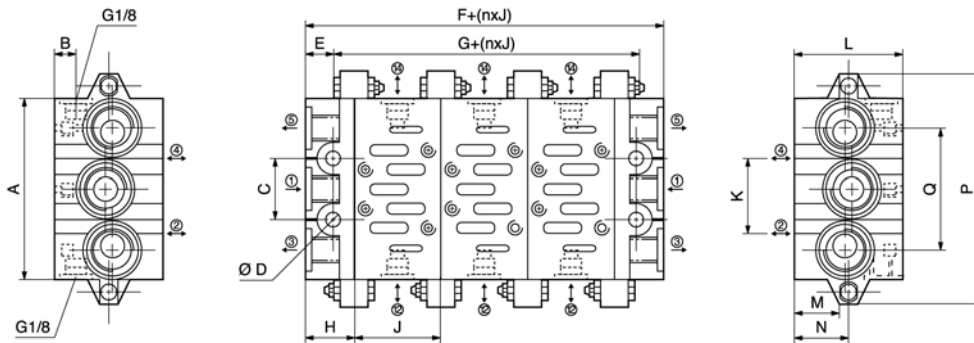 G1/8
B
A
④
②
G1/8
F+(nxJ)
E
G+(nxJ)
⑭
⑭
⑭
⑤
⑤
①
①
C
③
③
Ø D
⑫
⑫
⑫
H
J
L
④
②
K
Q
P
M
N